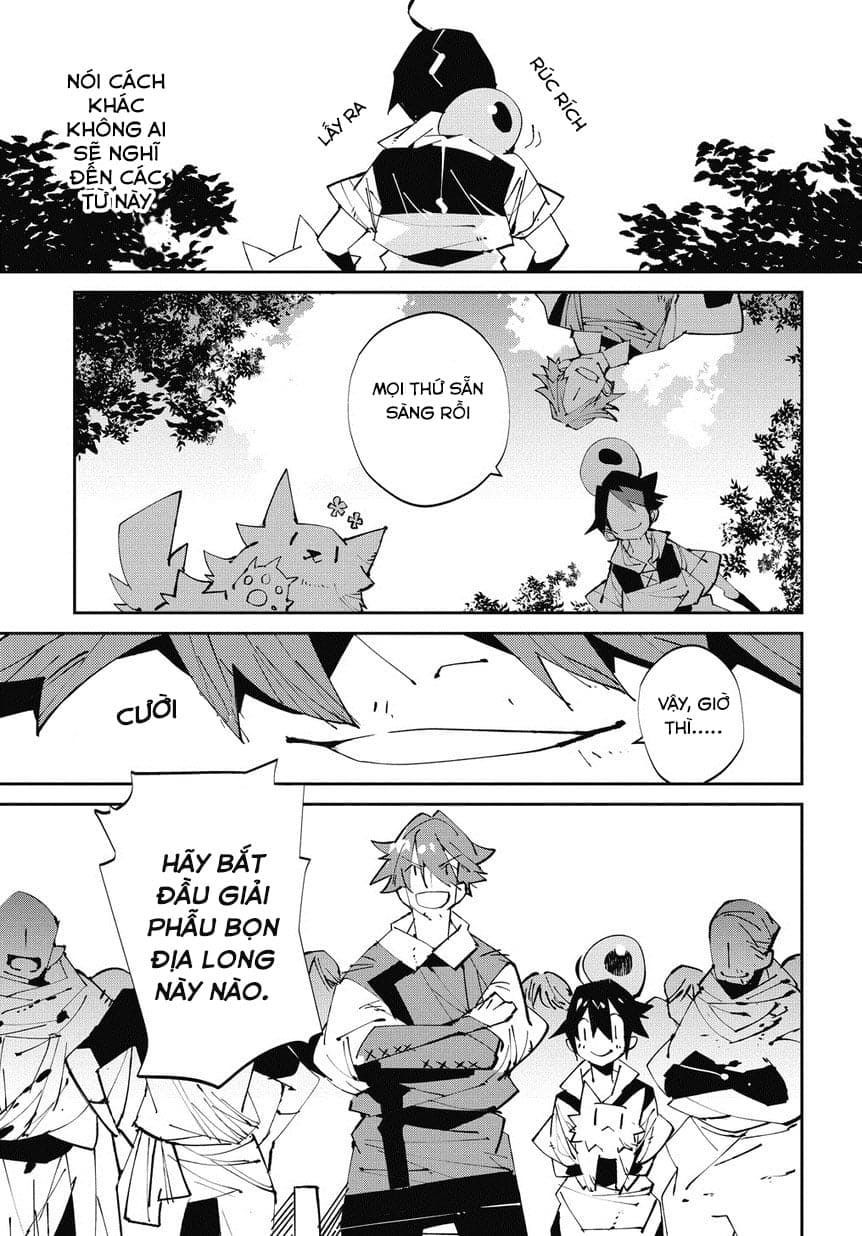 NÓI CÁCH
KHÁC
KHÔNG AI
SẼ NGHĨ
ĐẾN CÁC
TỪ NÀY.
LẤY RA
RÚC RÍCH
MỌI THỨ SẴN
SÀNG RỒI
VẬY, GIỜ
THÌ.....
CƯỜI
HÃY BẮT
ĐẦU GIẢI
PHẪU BỌN
ĐỊA LONG
NÀY NÀO.